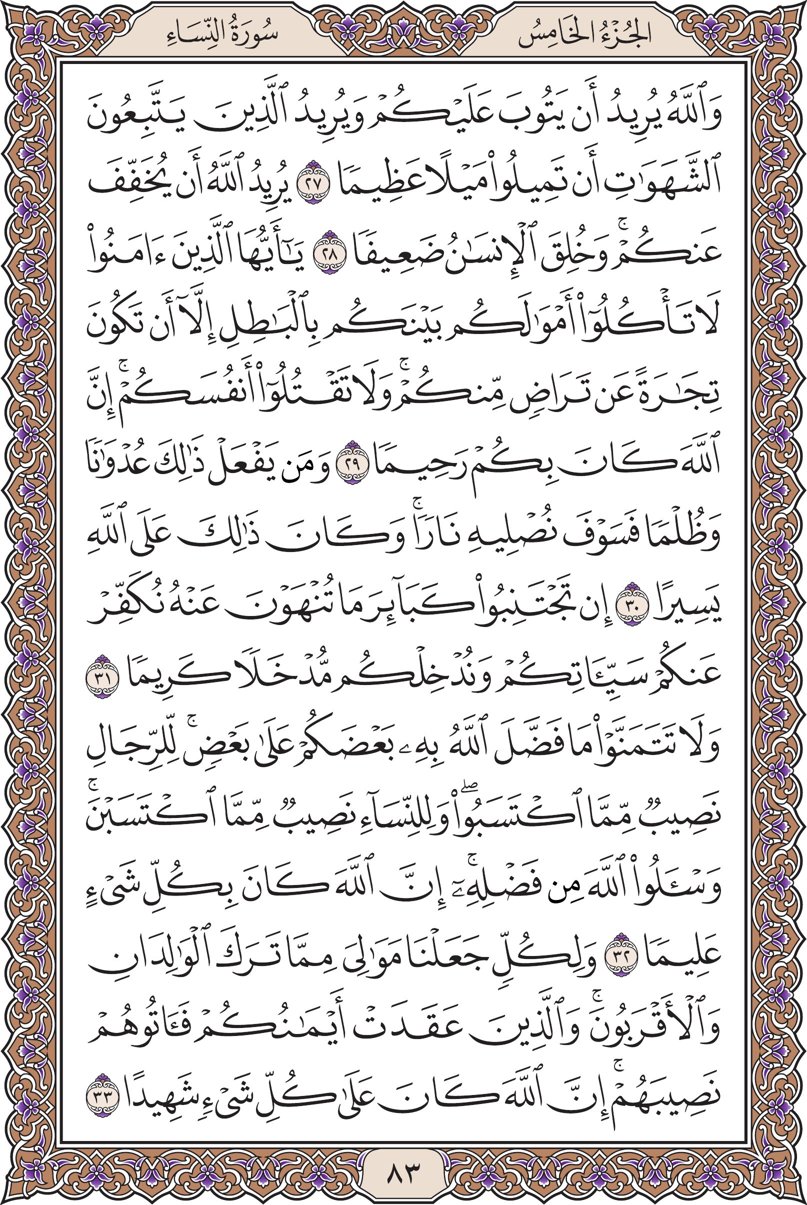 الجُزْءُ الخَامِسُ
سُورَةُ النِّسَاءِ
وَٱللَّهُ يُرِيدُ أَن يَتُوبَ عَلَيۡكُمۡ وَيُرِيدُ ٱلَّذِينَ يَتَّبِعُونَ
ٱلشَّهَوَٰتِ أَن تَمِيلُواْ مَيۡلًا عَظِيمٗا ٢٧ يُرِيدُ ٱللَّهُ أَن يُخَفِّفَ
عَنكُمۡۚ وَخُلِقَ ٱلۡإِنسَٰنُ ضَعِيفٗا ٢٨ يَٰٓأَيُّهَا ٱلَّذِينَ ءَامَنُواْ
لَا تَأۡكُلُوٓاْ أَمۡوَٰلَكُم بَيۡنَكُم بِٱلۡبَٰطِلِ إِلَّآ أَن تَكُونَ
تِجَٰرَةً عَن تَرَاضٖ مِّنكُمۡۚ وَلَا تَقۡتُلُوٓاْ أَنفُسَكُمۡۚ إِنَّ
ٱللَّهَ كَانَ بِكُمۡ رَحِيمٗا ٢٩ وَمَن يَفۡعَلۡ ذَٰلِكَ عُدۡوَٰنٗا
وَظُلۡمٗا فَسَوۡفَ نُصۡلِيهِ نَارٗاۚ وَكَانَ ذَٰلِكَ عَلَى ٱللَّهِ
يَسِيرًا ٣٠ إِن تَجۡتَنِبُواْ كَبَآئِرَ مَا تُنۡهَوۡنَ عَنۡهُ نُكَفِّرۡ
عَنكُمۡ سَيِّـَٔاتِكُمۡ وَنُدۡخِلۡكُم مُّدۡخَلٗا كَرِيمٗا ٣١
وَلَا تَتَمَنَّوۡاْ مَا فَضَّلَ ٱللَّهُ بِهِۦ بَعۡضَكُمۡ عَلَىٰ بَعۡضٖۚ لِّلرِّجَالِ
نَصِيبٞ مِّمَّا ٱكۡتَسَبُواْۖ وَلِلنِّسَآءِ نَصِيبٞ مِّمَّا ٱكۡتَسَبۡنَۚ
وَسۡـَٔلُواْ ٱللَّهَ مِن فَضۡلِهِۦٓۚ إِنَّ ٱللَّهَ كَانَ بِكُلِّ شَيۡءٍ
عَلِيمٗا ٣٢ وَلِكُلّٖ جَعَلۡنَا مَوَٰلِيَ مِمَّا تَرَكَ ٱلۡوَٰلِدَانِ
وَٱلۡأَقۡرَبُونَۚ وَٱلَّذِينَ عَقَدَتۡ أَيۡمَٰنُكُمۡ فَـَٔاتُوهُمۡ
نَصِيبَهُمۡۚ إِنَّ ٱللَّهَ كَانَ عَلَىٰ كُلِّ شَيۡءٖ شَهِيدًا ٣٣
٨٣